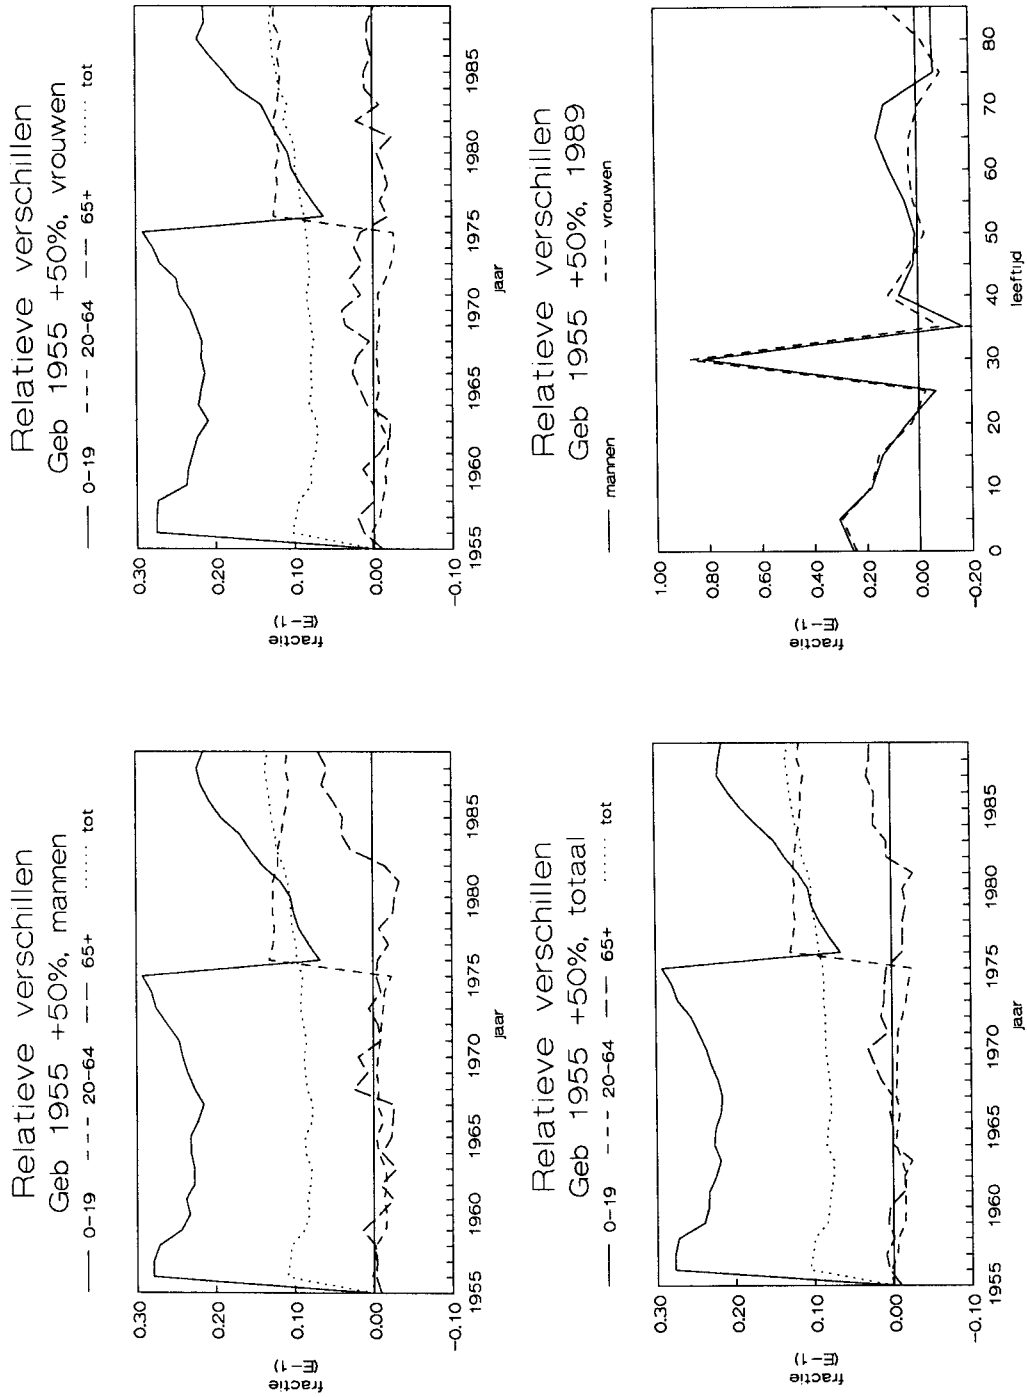 Relatieve verschillen
Geb 1955 +50%, mannen
0-19 20-64 65+ tot
fractie
(E-1)
0.30
0.20
0.10
0.00
-0.10
1955 1960 1965 1970 1975 1980 1985
jaar
Relatieve verschillen
Geb 1955 +50%, vrouwen
0-19 20-64 65+ tot
fractie
(E-1)
0.30
0.20
0.10
0.00
-0.10
1955 1960 1965 1970 1975 1980 1985
jaar
Relatieve verschillen
Geb 1955 +50%, totaal
0-19 20-64 65+ tot
fractie
(E-1)
0.30
0.20
0.10
0.00
-0.10
1955 1960 1965 1970 1975 1980 1985
jaar
Relatieve verschillen
Geb 1955 +50%, 1989
mannen vrouwen
fractie
(E-1)
1.00
0.80
0.60
0.40
0.20
0.00
-0.20
0 10 20 30 40 50 60 70 80
leeftijd